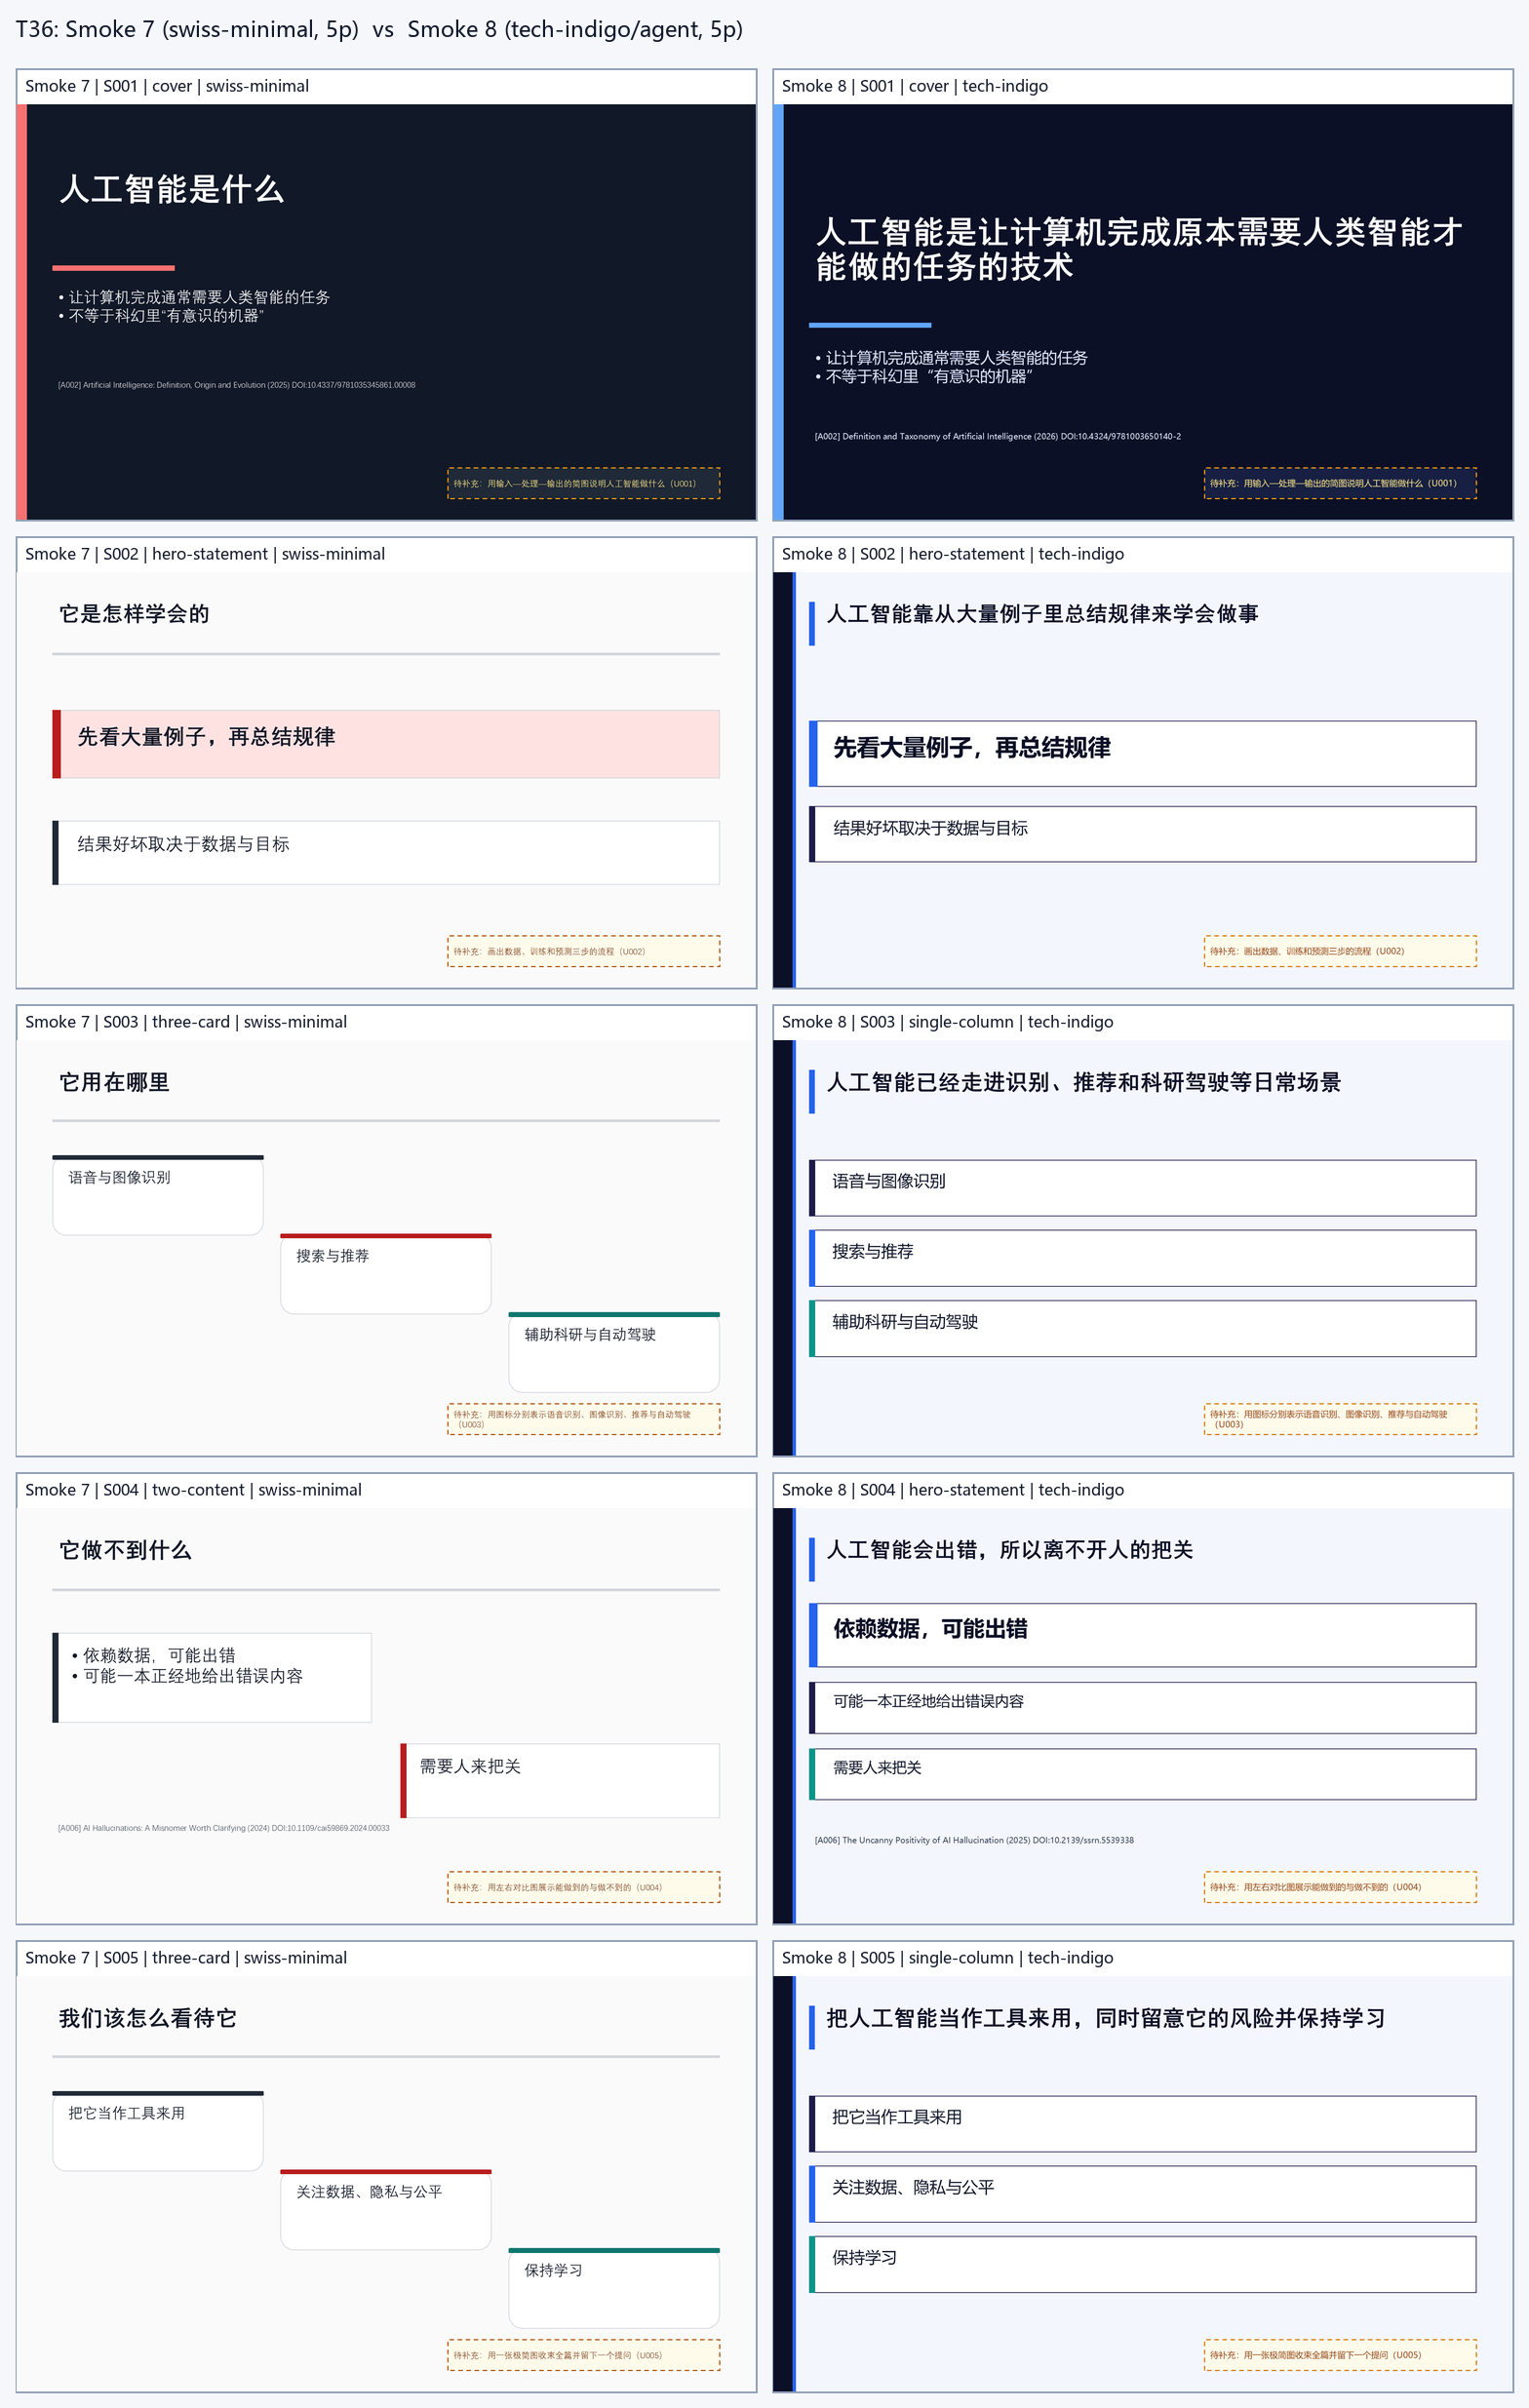 T36: Smoke 7 (swiss-minimal, 5p)  vs  Smoke 8 (tech-indigo/agent, 5p)
Smoke 7 | S001 | cover | swiss-minimal
人工智能是什么
• 让计算机完成通常需要人类智能的任务
• 不等于科幻里“有意识的机器”
[A002] Artificial Intelligence: Definition, Origin and Evolution (2025) DOI:10.4337/9781035345861.00008
待补充：用输入—处理—输出的简图说明人工智能做什么（U001）
Smoke 8 | S001 | cover | tech-indigo
人工智能是让计算机完成原本需要人类智能才
能做的任务的技术
• 让计算机完成通常需要人类智能的任务
• 不等于科幻里“有意识的机器”
[A002] Definition and Taxonomy of Artificial Intelligence (2026) DOI:10.4324/9781003650140-2
待补充：用输入—处理—输出的简图说明人工智能做什么（U001）
Smoke 7 | S002 | hero-statement | swiss-minimal
它是怎样学会的
先看大量例子，再总结规律
结果好坏取决于数据与目标
待补充：画出数据、训练和预测三步的流程（U002）
Smoke 8 | S002 | hero-statement | tech-indigo
人工智能靠从大量例子里总结规律来学会做事
先看大量例子，再总结规律
结果好坏取决于数据与目标
待补充：画出数据、训练和预测三步的流程（U002）
Smoke 7 | S003 | three-card | swiss-minimal
它用在哪里
语音与图像识别
搜索与推荐
辅助科研与自动驾驶
待补充：用图标分别表示语音识别、图像识别、推荐与自动驾驶
（U003）
Smoke 8 | S003 | single-column | tech-indigo
人工智能已经走进识别、推荐和科研驾驶等日常场景
语音与图像识别
搜索与推荐
辅助科研与自动驾驶
待补充：用图标分别表示语音识别、图像识别、推荐与自动驾驶
（U003）
Smoke 7 | S004 | two-content | swiss-minimal
它做不到什么
• 依赖数据，可能出错
• 可能一本正经地给出错误内容
需要人来把关
[A006] AI Hallucinations: A Misnomer Worth Clarifying (2024) DOI:10.1109/cai59869.2024.00033
待补充：用左右对比图展示能做到的与做不到的（U004）
Smoke 8 | S004 | hero-statement | tech-indigo
人工智能会出错，所以离不开人的把关
依赖数据，可能出错
可能一本正经地给出错误内容
需要人来把关
[A006] The Uncanny Positivity of AI Hallucination (2025) DOI:10.2139/ssrn.5539338
待补充：用左右对比图展示能做到的与做不到的（U004）
Smoke 7 | S005 | three-card | swiss-minimal
我们该怎么看待它
把它当作工具来用
关注数据、隐私与公平
保持学习
待补充：用一张极简图收束全篇并留下一个提问（U005）
Smoke 8 | S005 | single-column | tech-indigo
把人工智能当作工具来用，同时留意它的风险并保持学习
把它当作工具来用
关注数据、隐私与公平
保持学习
待补充：用一张极简图收束全篇并留下一个提问（U005）